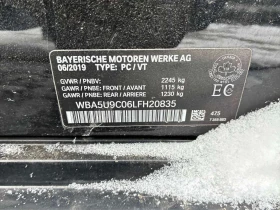 BAYERISCHE MOTOREN WERKE AG
06/2019 TYPE: PC / VT
GVWR / PNBV: 2245 kg
GAWR / PNBE: FRONT / AVANT 1115 kg
GAWR / PNBE: REAR / ARRIERE 1230 kg
WBA5U9C06LFH20835
EC
475